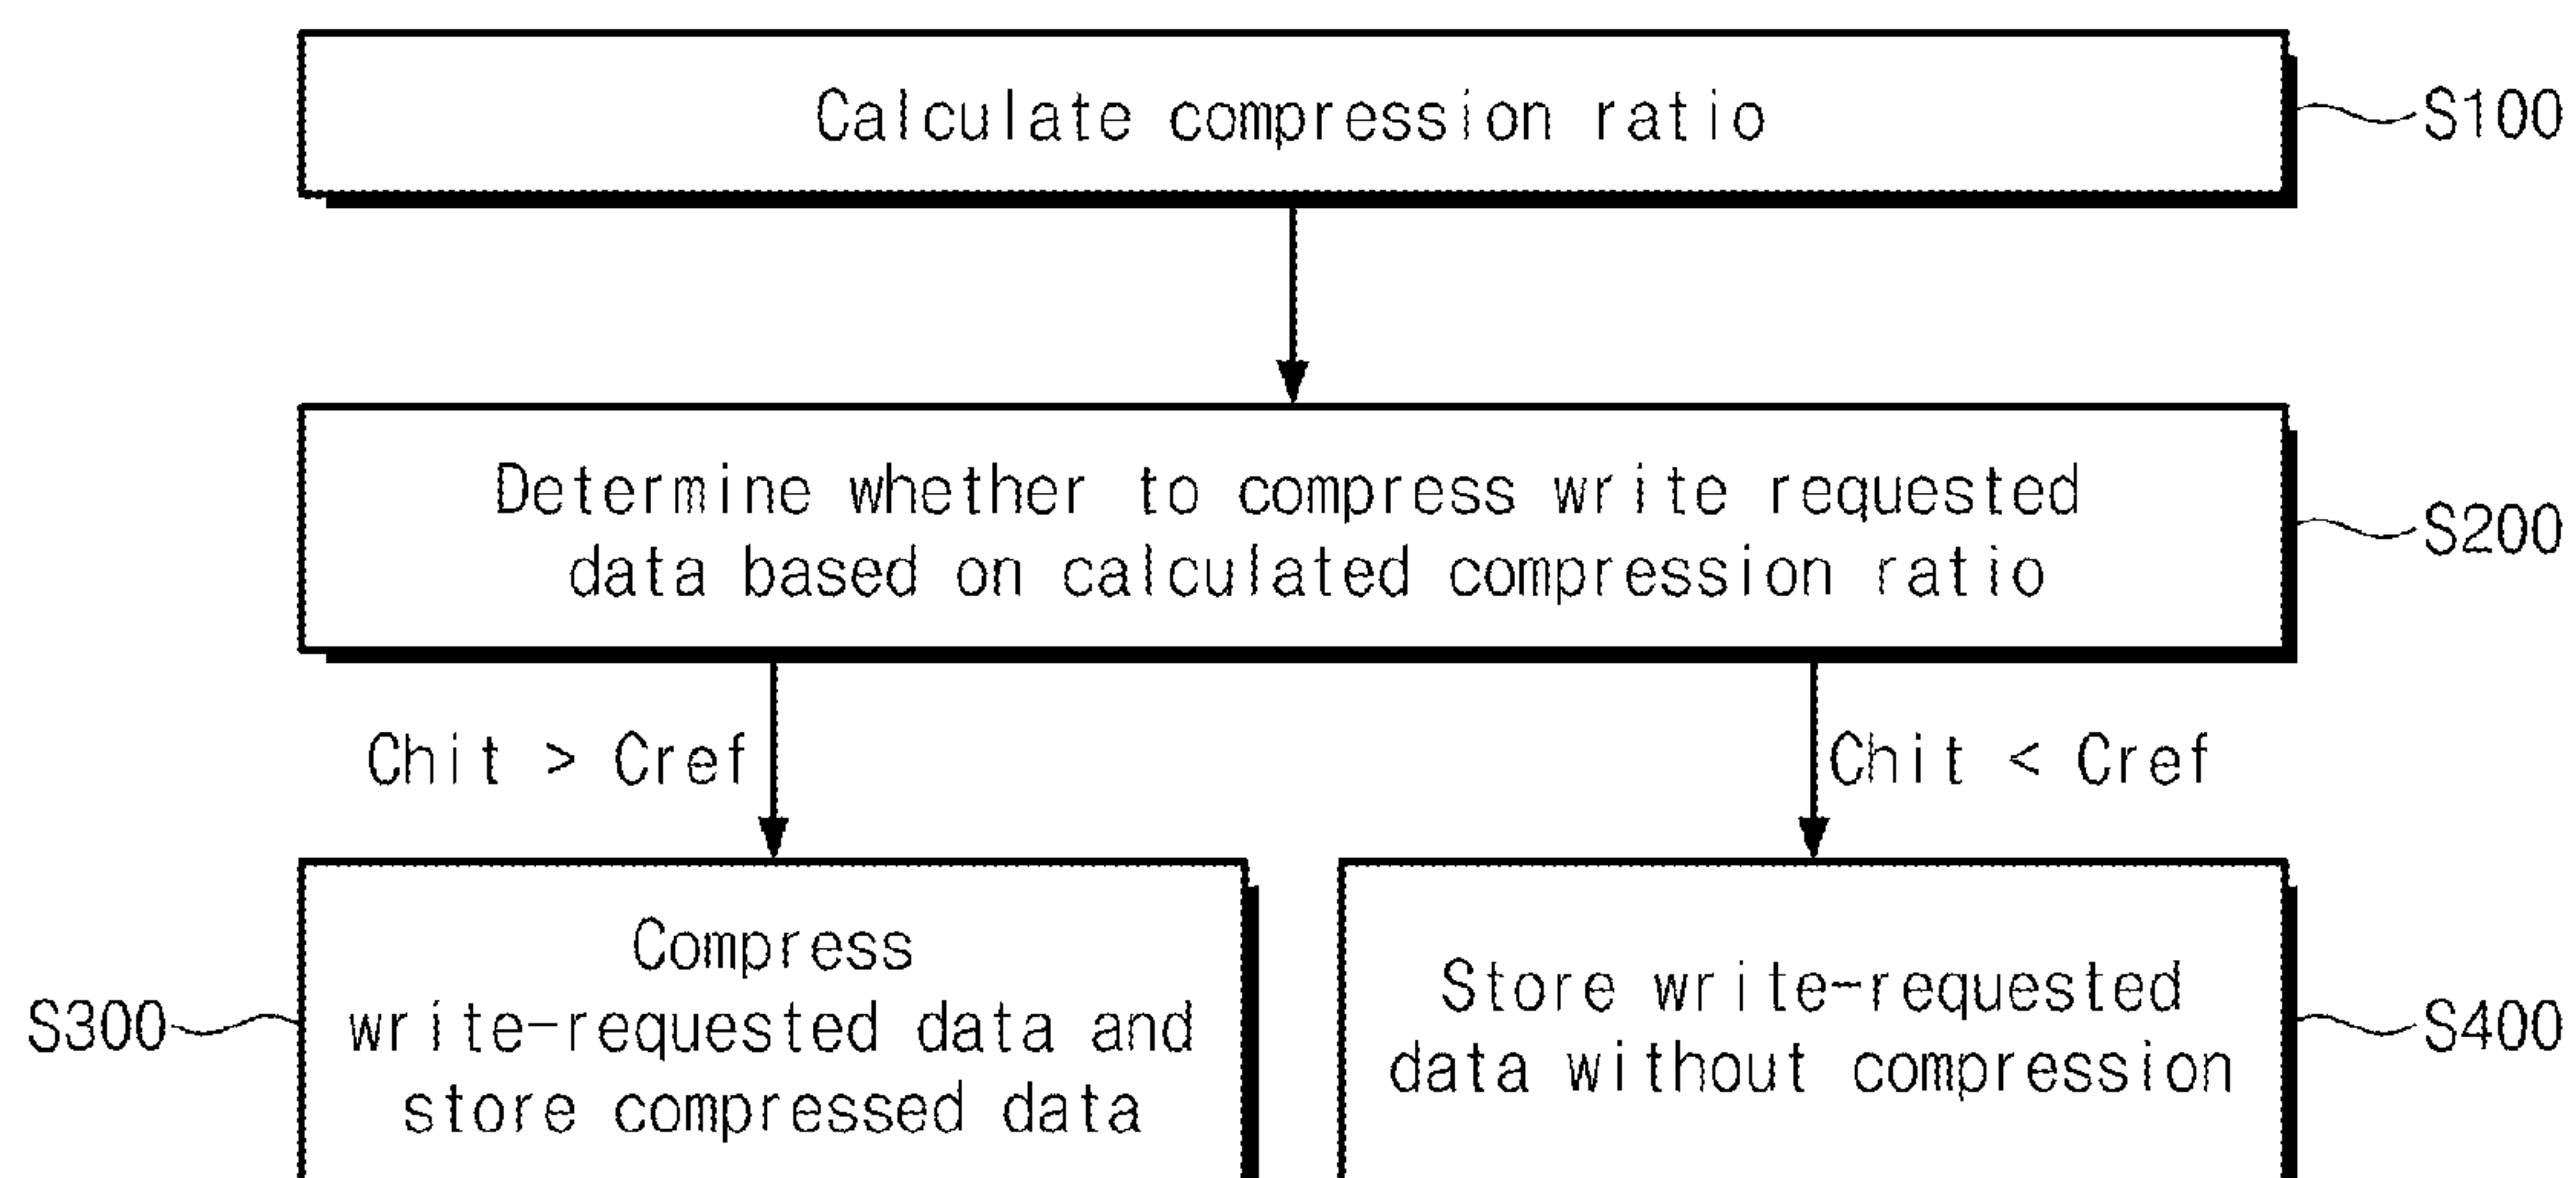 Calculate compression ratio
S100
Determine whether to compress write requested
data based on calculated compression ratio
S200
Chit > Cref
Chit < Cref
Compress
write-requested data and
store compressed data
S300
Store write-requested
data without compression
S400